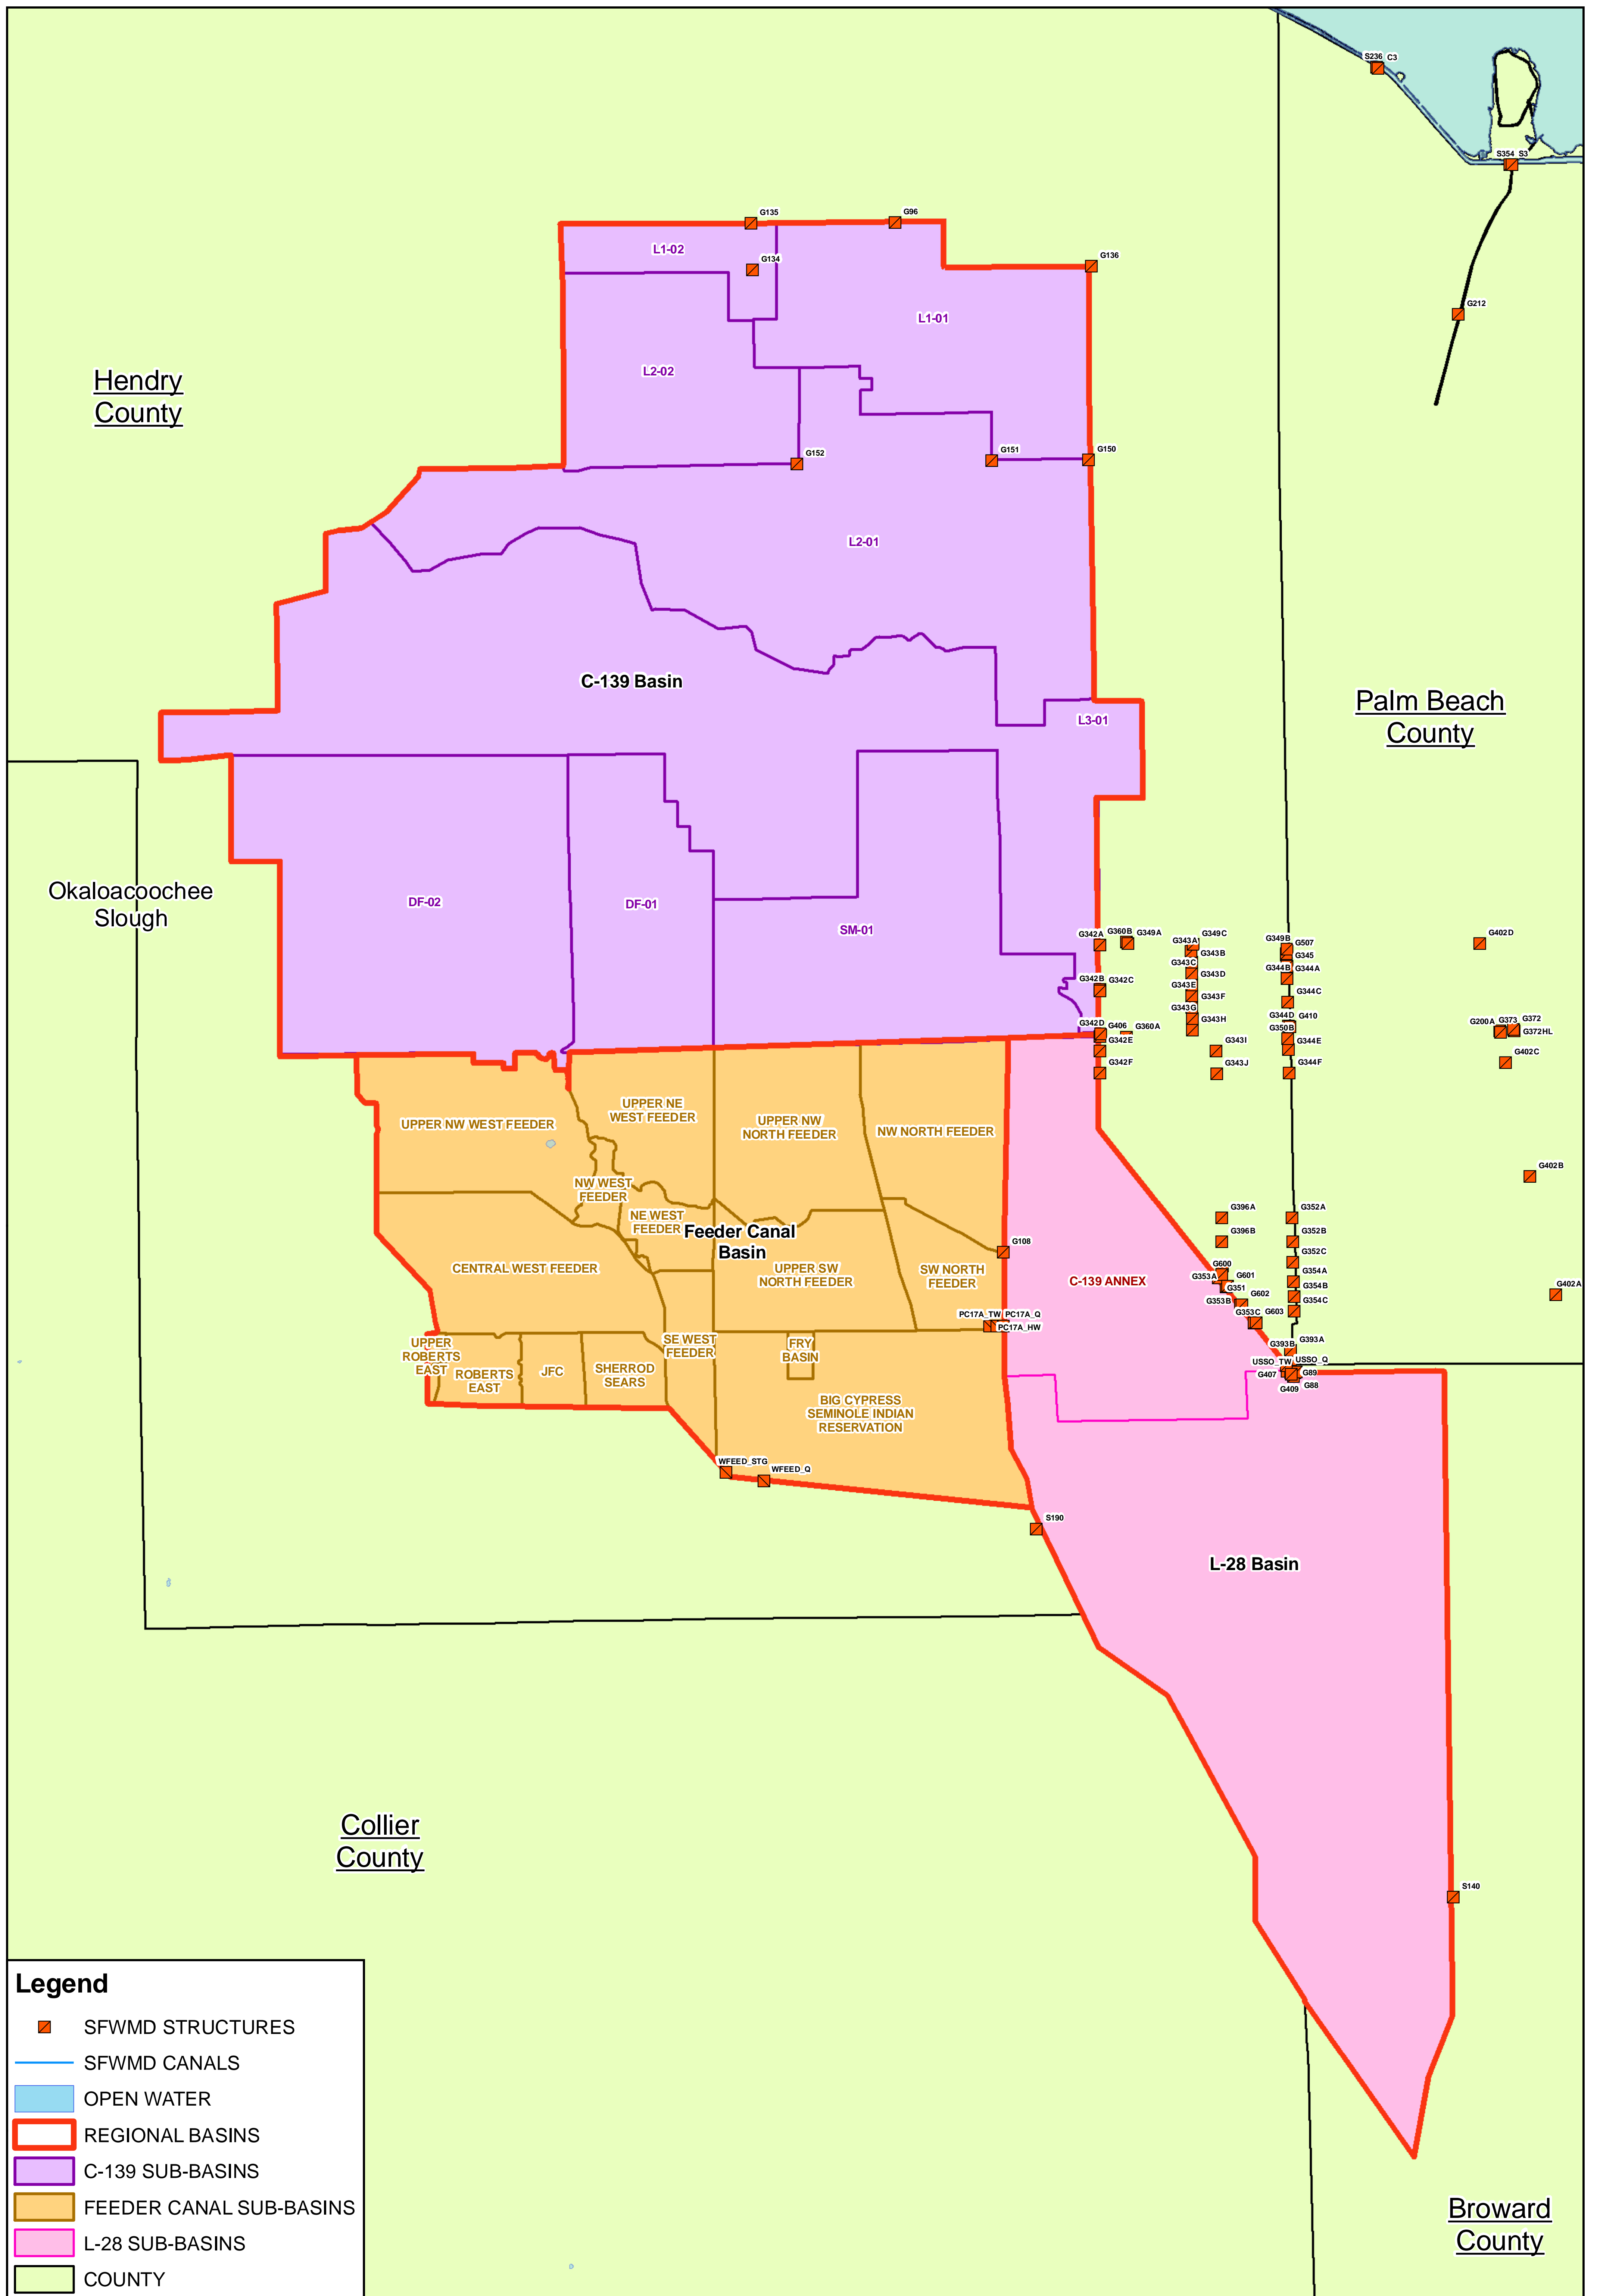 S236 C3
S354 S3
G135
G96
L1-02
G134
G136
L1-01
G212
L2-02
Hendry
County
G152
G151
G150
L2-01
C-139 Basin
L3-01
Palm Beach
County
Okaloacoochee
Slough
DF-02
DF-01
SM-01
G342A
G360B
G349A
G343A
G349C
G343B
G349B
G507
G345
G402D
G343C
G343D
G344B
G344A
G342B
G342C
G343E
G343F
G344C
G343G
G343H
G344D
G410
G342D
G406
G360A
G350B
G200A
G373
G372
G372HL
G342E
G343I
G344E
G342F
G343J
G344F
G402C
UPPER NW WEST FEEDER
UPPER NE
WEST FEEDER
UPPER NW
NORTH FEEDER
NW NORTH FEEDER
G402B
NW WEST
FEEDER
NE WEST
FEEDER
Feeder Canal
Basin
G396A
G352A
G396B
G352B
G108
G352C
CENTRAL WEST FEEDER
UPPER SW
NORTH FEEDER
SW NORTH
FEEDER
C-139 ANNEX
G600
G353A
G601
G351
G354A
G354B
G402A
G353B
G602
G354C
G353C
G603
PC17A_TW
PC17A_Q
PC17A_HW
UPPER
ROBERTS
EAST
ROBERTS
EAST
JFC
SHERROD
SEARS
SE WEST
FEEDER
FRY
BASIN
G393B
G393A
USSO_TW
USSO_Q
G407
G89
G409
G88
BIG CYPRESS
SEMINOLE INDIAN
RESERVATION
WFEED_STG
WFEED_Q
S190
L-28 Basin
Collier
County
S140
Legend
SFWMD STRUCTURES
SFWMD CANALS
OPEN WATER
REGIONAL BASINS
C-139 SUB-BASINS
FEEDER CANAL SUB-BASINS
L-28 SUB-BASINS
COUNTY
Broward
County